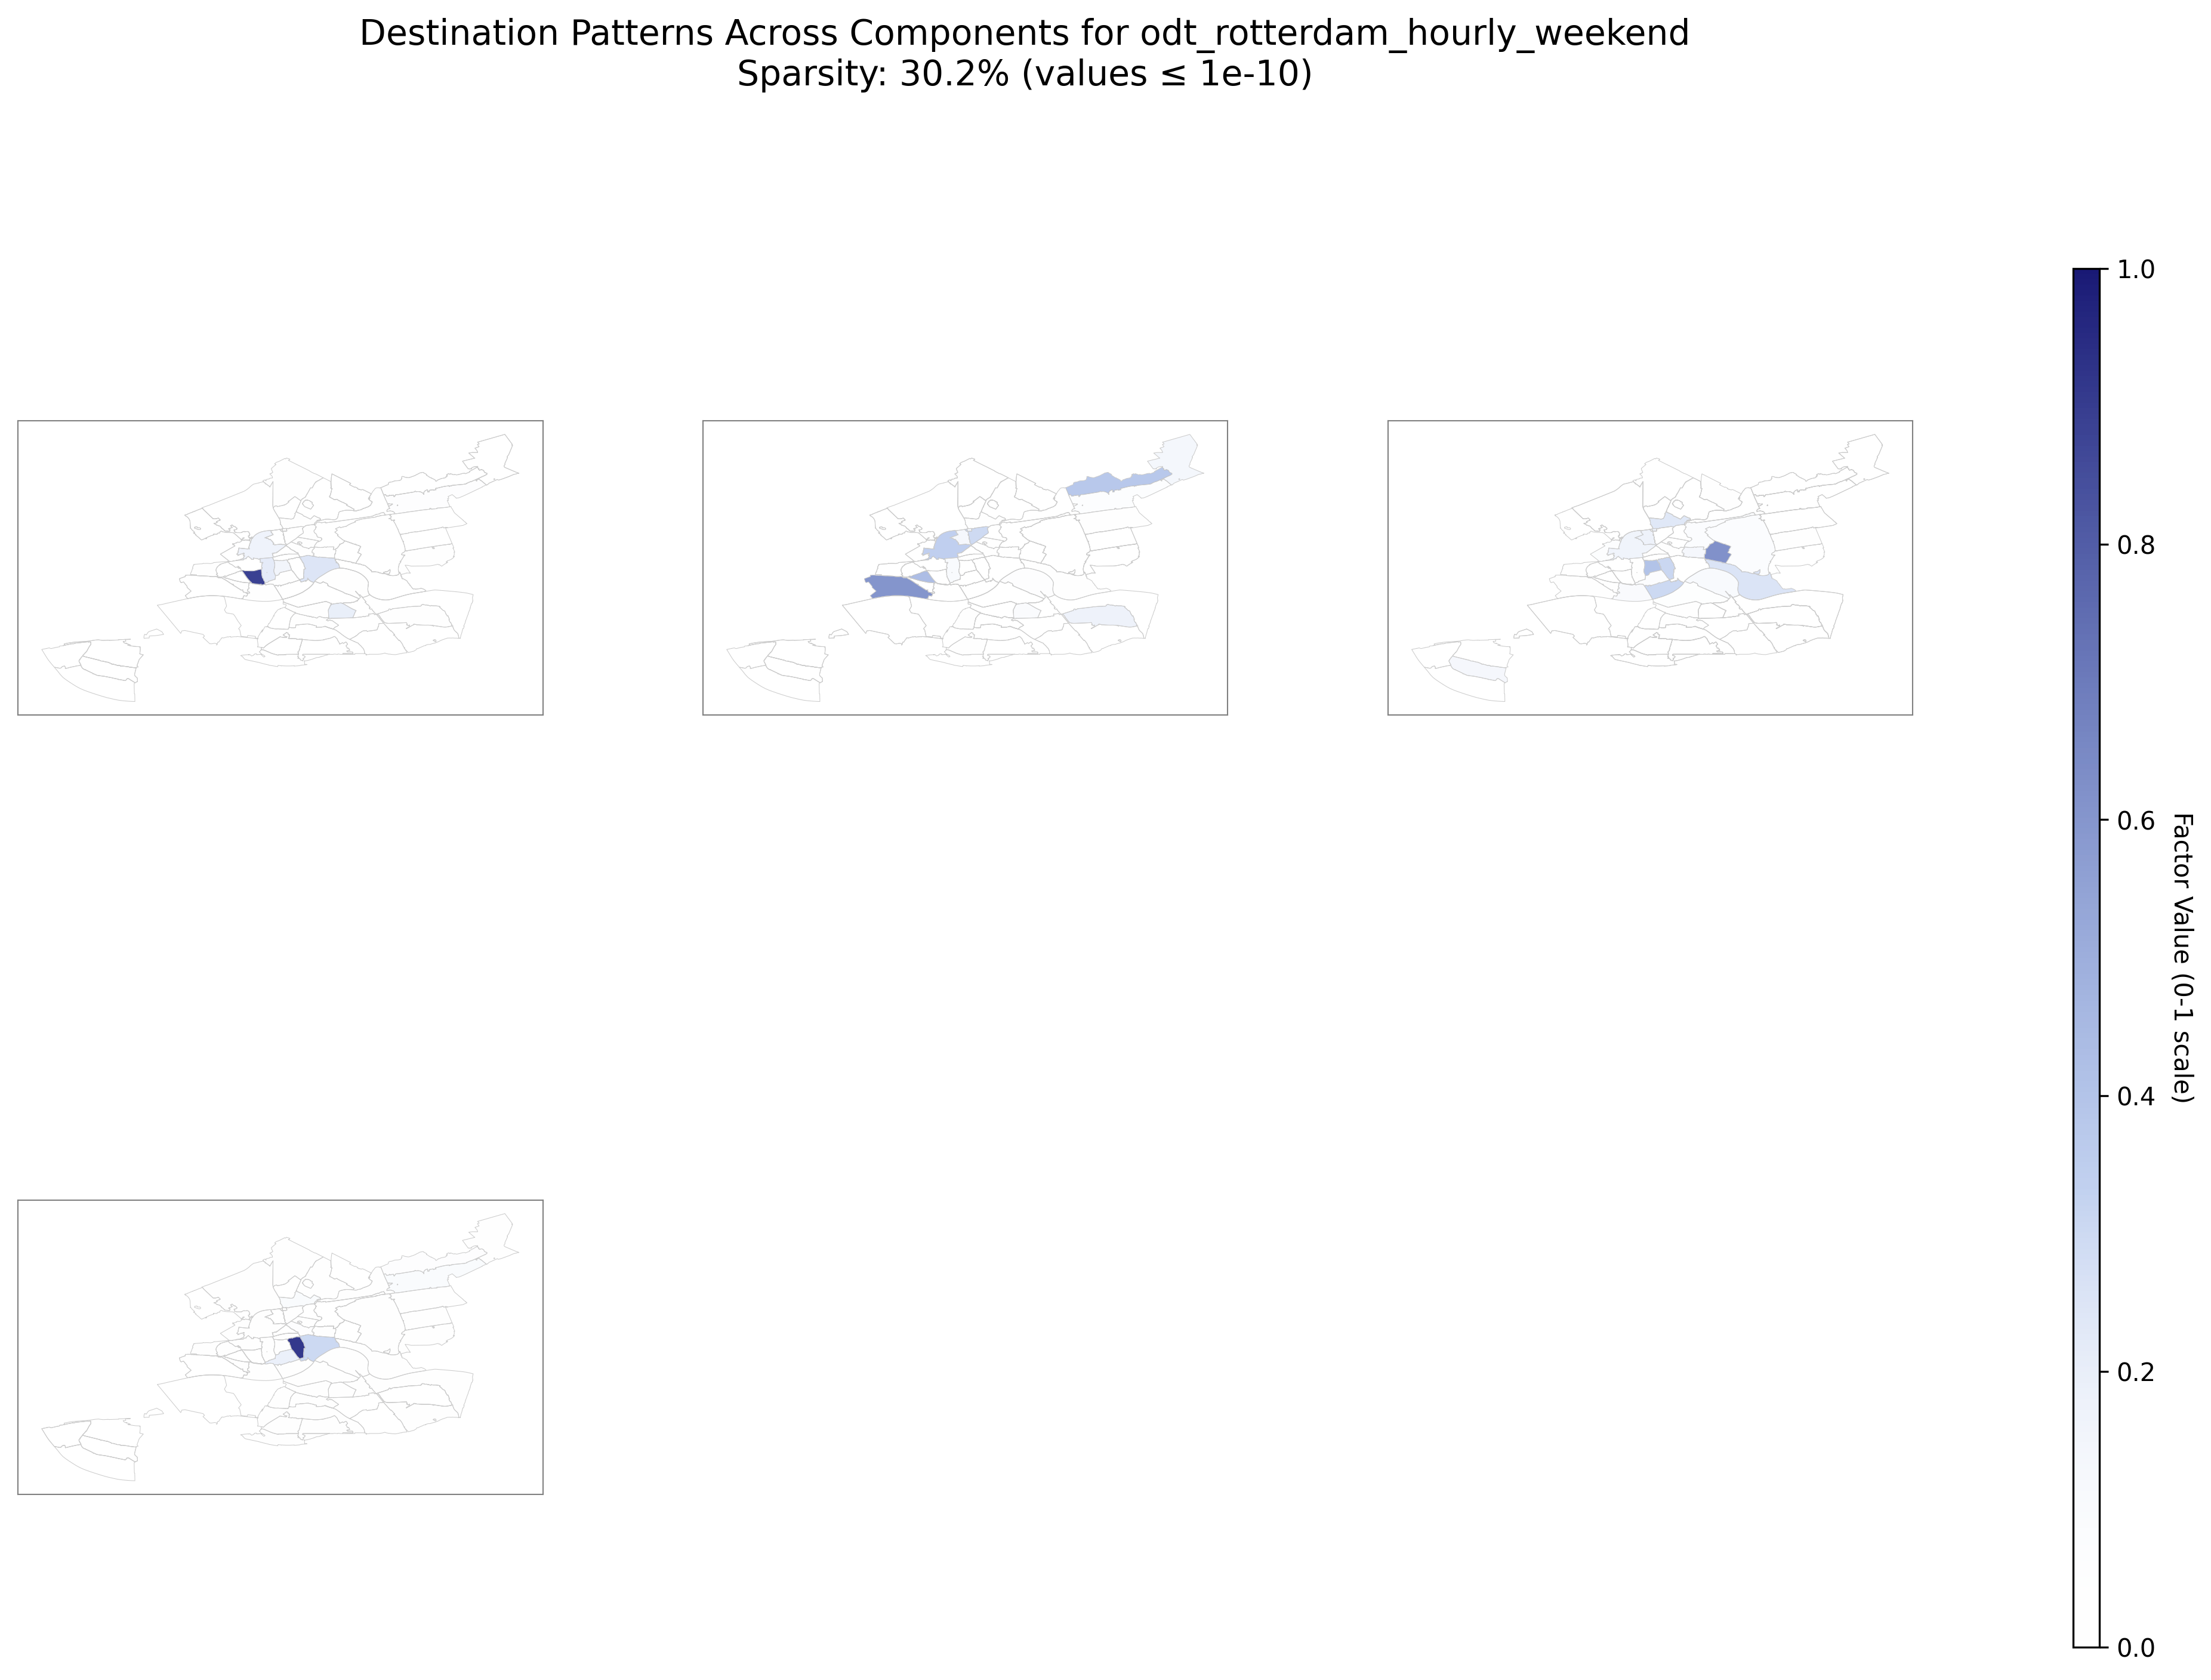 Destination Patterns Across Components for odt_rotterdam_hourly_weekend
Sparsity: 30.2% (values ≤ 1e-10)
1.0
0.8
0.6
0.4
0.2
0.0
Factor Value (0-1 scale)